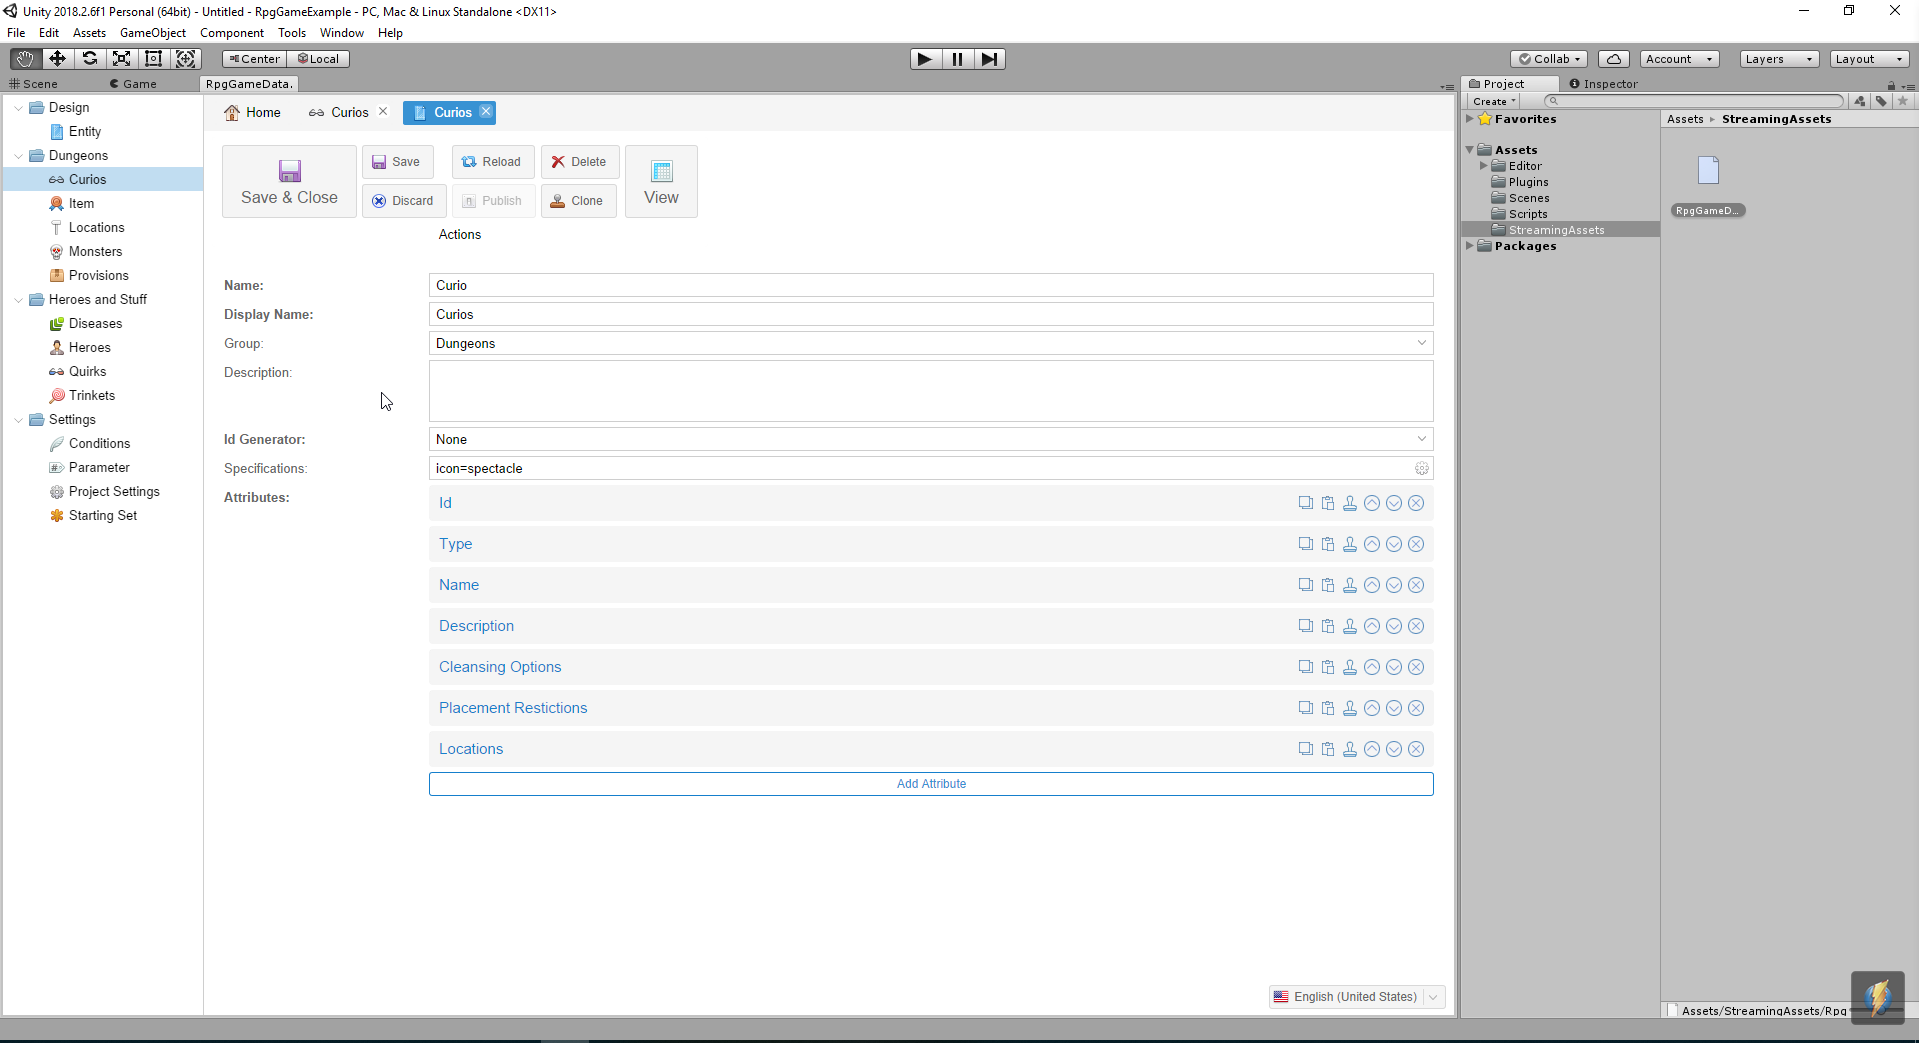 Unity 2018.2.6f1 Personal (64bit) - Untitled - RpgGameExample - PC, Mac & Linux Standalone <DX11>
File Edit Assets GameObject Component Tools Window Help
Center Local Collab Account Layers Layout
Scene Game RpgGameData.
Design
Entity
Dungeons
Curios
Item
Locations
Monsters
Provisions
Heroes and Stuff
Diseases
Heroes
Quirks
Trinkets
Settings
Conditions
Parameter
Project Settings
Starting Set
Home Curios Curios
Save & Close Save Reload Delete View
Discard Publish Clone
Actions
Name: Curio
Display Name: Curios
Group: Dungeons
Description:
Id Generator: None
Specifications: icon=spectacle
Attributes: Id
Type
Name
Description
Cleansing Options
Placement Restictions
Locations
Add Attribute
English (United States)
Project Inspector
Create
Favorites
Assets
Editor
Plugins
Scenes
Scripts
StreamingAssets
Packages
Assets StreamingAssets
RpgGameD...
Assets/StreamingAssets/Rpg